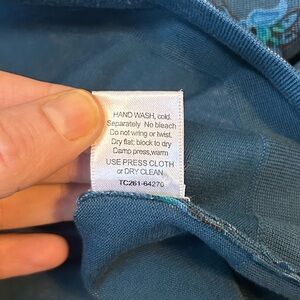 HAND WASH, cold.
Separately No bleach
Do not wring or twist.
Dry flat; block to dry
Damp press,warm
USE PRESS CLOTH
or DRY CLEAN
TC261-64270